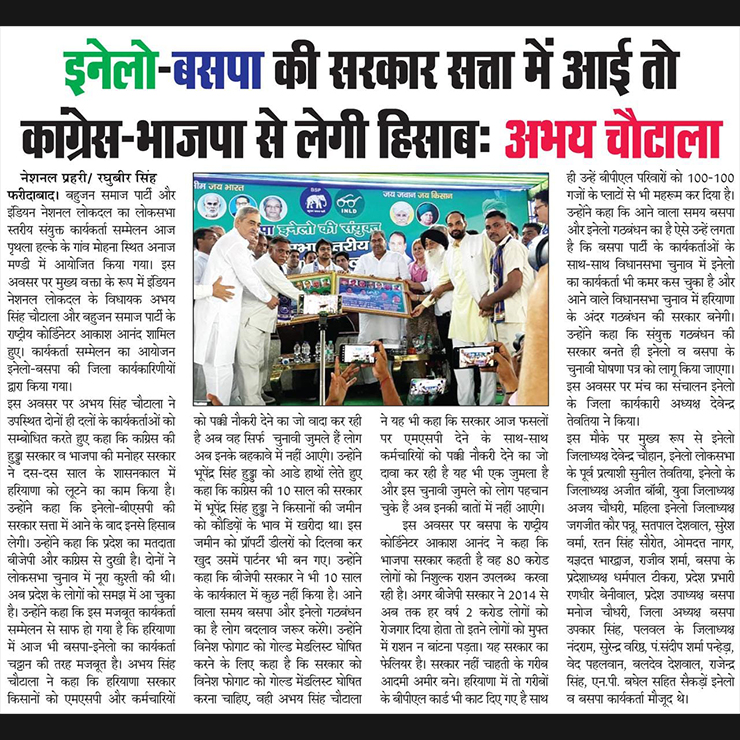 इनेलो-बसपा की सरकार सत्ता में आई तो
कांग्रेस-भाजपा से लेगी हिसाबः अभय चौटाला
नेशनल प्रहरी/ रघुबीर सिंह
फरीदाबाद। बहुजन समाज पार्टी और
इंडियन नेशनल लोकदल का लोकसभा
स्तरीय संयुक्त कार्यकर्ता सम्मेलन आज
पृथला हल्के के गांव मोहना स्थित अनाज
मण्डी में आयोजित किया गया। इस
अवसर पर मुख्य वक्ता के रूप में इंडियन
नेशनल लोकदल के विधायक अभय
सिंह चौटाला और बहुजन समाज पार्टी के
राष्ट्रीय कोर्डिनेटर आकाश आनंद शामिल
हुए। कार्यकर्ता सम्मेलन का आयोजन
इनेलो-बसपा की जिला कार्यकारिणीयों
द्वारा किया गया।
इस अवसर पर अभय सिंह चौटाला ने
उपस्थित दोनों ही दलों के कार्यकर्ताओं को
सम्बोधित करते हुए कहा कि कांग्रेस की
हुड्डा सरकार व भाजपा की मनोहर सरकार
ने दस-दस साल के शासनकाल में
हरियाणा को लूटने का काम किया है।
उन्होंने कहा कि इनेलो-बीएसपी की
सरकार सत्ता में आने के बाद इनसे हिसाब
लेगी। उन्होंने कहा कि प्रदेश का मतदाता
बीजेपी और कांग्रेस से दुखी है। दोनों ने
लोकसभा चुनाव में नूरा कुश्ती की थी।
अब प्रदेश के लोगों को समझ में आ चुका
है। उन्होंने कहा कि इस मजबूत कार्यकर्ता
सम्मेलन से साफ हो गया है कि हरियाणा
में आज भी बसपा-इनेलो का कार्यकर्ता
चट्टान की तरह मजबूत है। अभय सिंह
चौटाला ने कहा कि हरियाणा सरकार
किसानों को एमएसपी और कर्मचारियों
नीम जय भारत
BSP
INLD
जय जवान जय किसान
इनेलो की संयुक्त
को पक्की नौकरी देने का जो वादा कर रही
है अब वह सिर्फ चुनावी जुमले हैं लोग
अब इनके बहकावे में नहीं आएंगे। उन्होंने
भूपेंद्र सिंह हुड्डा को आडे हाथों लेते हुए
कहा कि कांग्रेस की 10 साल की सरकार
में भूपेंद्र सिंह हुड्डा ने किसानों की जमीन
को कौड़ियों के भाव में खरीदा था। इस
जमीन को प्रॉपर्टी डीलरों को दिलवा कर
खुद उसमें पार्टनर भी बन गए। उन्होंने
कहा कि बीजेपी सरकार ने भी 10 साल
के कार्यकाल में कुछ नहीं किया है। आने
वाला समय बसपा और इनेलो गठबंधन
का है लोग बदलाव जरूर करेंगे। उन्होंने
विनेश फोगाट को गोल्ड मेडलिस्ट घोषित
करने के लिए कहा है कि सरकार को
विनेश फोगाट को गोल्ड मेडलिस्ट घोषित
करना चाहिए, वही अभय सिंह चौटाला
ने यह भी कहा कि सरकार आज फसलों
पर एमएसपी देने के साथ-साथ
कर्मचारियों को पक्की नौकरी देने का जो
दावा कर रही है यह भी एक जुमला है
और इस चुनावी जुमले को लोग पहचान
चुके हैं अब इनकी बातों में नहीं आएंगे।
इस अवसर पर बसपा के राष्ट्रीय
कोर्डिनेटर आकाश आनंद ने कहा कि
भाजपा सरकार कहती है वह 80 करोड
लोगों को निशुल्क राशन उपलब्ध करवा
रही है। अगर बीजेपी सरकार ने 2014 से
अब तक हर वर्ष 2 करोड लोगों को
रोजगार दिया होता तो इतने लोगों को मुफ्त
में राशन न बांटना पड़ता। यह सरकार का
फेलियर है। सरकार नहीं चाहती के गरीब
आदमी अमीर बने। हरियाणा में तो गरीबों
के बीपीएल कार्ड भी काट दिए गए है साथ
ही उन्हें बीपीएल परिवारों को 100-100
गजों के प्लाटों से भी महरूम कर दिया है।
उन्होंने कहा कि आने वाला समय बसपा
और इनेलो गठबंधन का है ऐसे उन्हें लगता
है कि बसपा पार्टी के कार्यकर्ताओं के
साथ-साथ विधानसभा चुनाव में इनेलो
का कार्यकर्ता भी कमर कस चुका है और
आने वाले विधानसभा चुनाव में हरियाणा
के अंदर गठबंधन की सरकार बनेगी।
उन्होंने कहा कि संयुक्त गठबंधन की
सरकार बनते ही इनेलो व बसपा के
चुनावी घोषणा पत्र को लागू किया जाएगा।
इस अवसर पर मंच का संचालन इनेलो
के जिला कार्यकारी अध्यक्ष देवेन्द्र
तेवतिया ने किया।
इस मौके पर मुख्य रूप से इनेलो
जिलाध्यक्ष देवेन्द्र चौहान, इनेलो लोकसभा
के पूर्व प्रत्याशी सुनील तेवतिया, इनेलो के
जिलाध्यक्ष अजीत बॉबी, युवा जिलाध्यक्ष
अजय चौधरी, महिला इनेलो जिलाध्यक्ष
जगजीत कौर पन्नू, सतपाल देशवाल, सुरेश
वर्मा, रतन सिंह सौरोत, ओमदत्त नागर,
यज्ञदत्त भारद्वाज, राजीव शर्मा, बसपा के
प्रदेशाध्यक्ष धर्मपाल टीकरा, प्रदेश प्रभारी
रणधीर बेनीवाल, प्रदेश उपाध्यक्ष बसपा
मनोज चौधरी, जिला अध्यक्ष बसपा
उपकार सिंह, पलवल के जिलाध्यक्ष
नंदराम, सुरेन्द्र वरिष्ठ, पं.संदीप शर्मा पन्हेड़ा,
वेद पहलवान, बलदेव देशवाल, राजेन्द्र
सिंह, एन.पी. बघेल सहित सैकड़ों इनेलो
व बसपा कार्यकर्ता मौजूद थे।